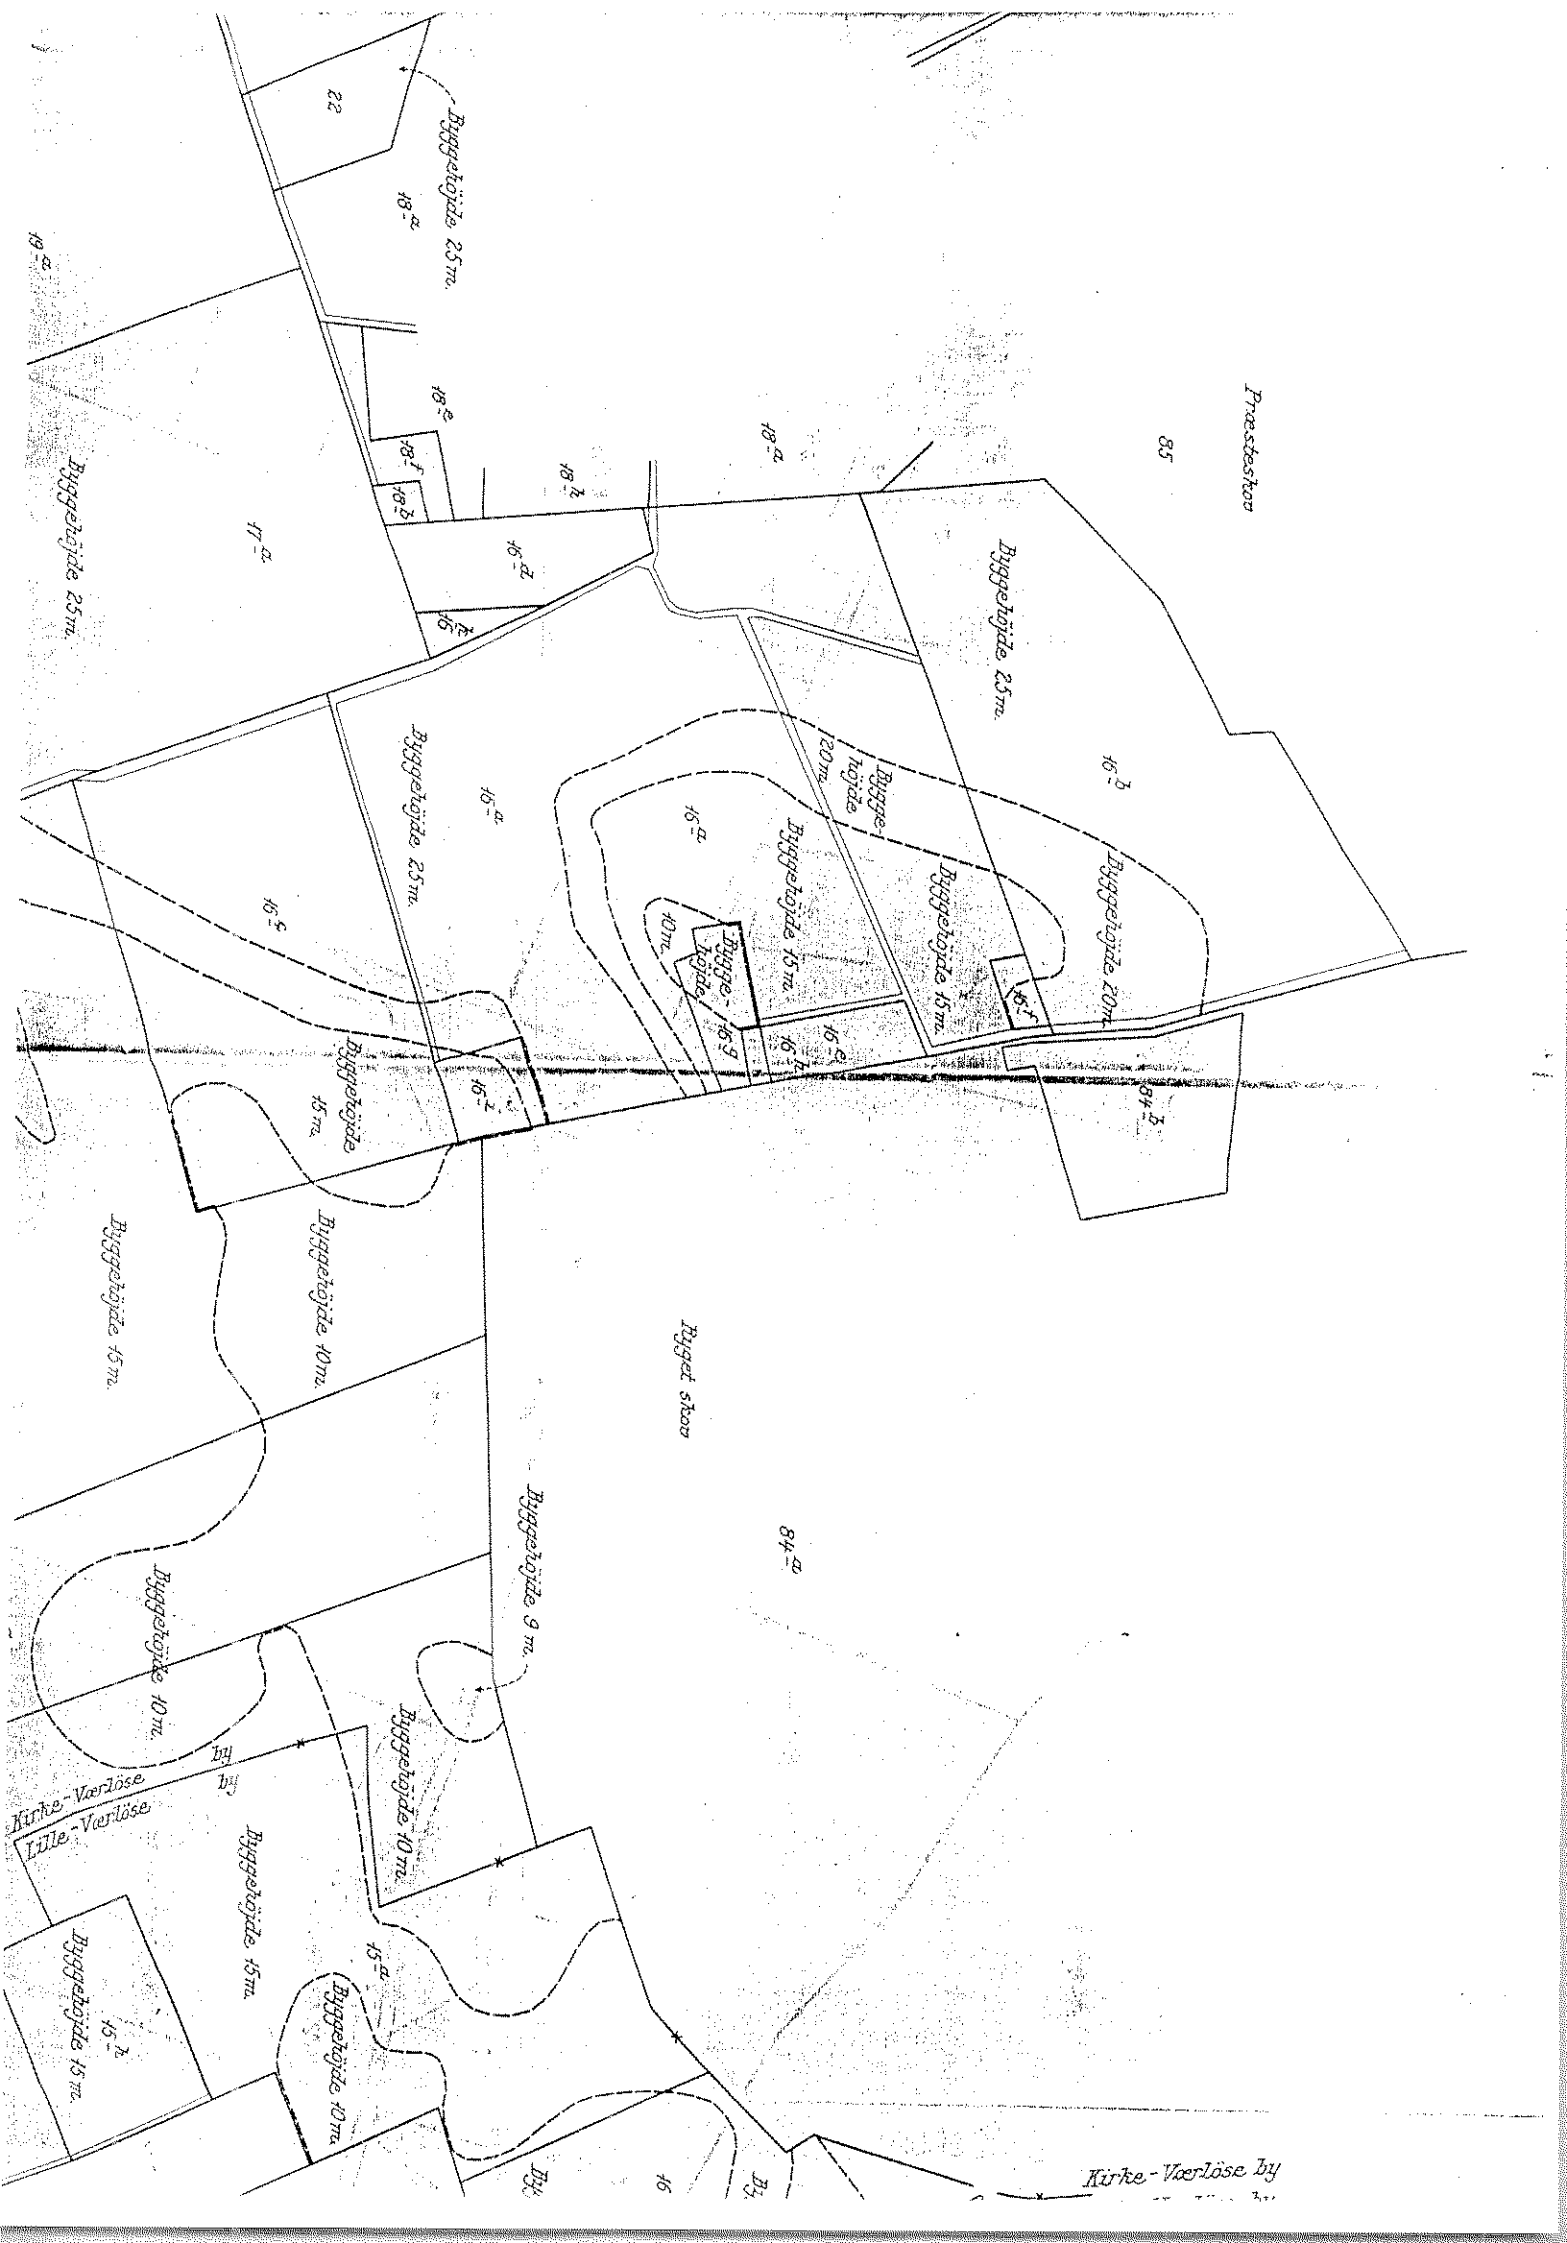 22
Byggehöjde 25 m.
18 a
19 a
Byggehöjde 25 m.
17 a
18 e
18 f
18 b
18 h
18 a
16 d
16 k
85
Præsteskov
Byggehöjde 25 m.
16 b
Bygge-
höjde
20 m.
Byggehöjde 25 m.
16 a
16 a
Byggehöjde 15 m.
Byggehöjde 15 m.
Byggehöjde 20 m.
16 c
Bygge-
höjde
10 m.
16 f
16 g
16 h
16 e
16 i
84 b
Byggehöjde
15 m.
Byggehöjde 15 m.
Byggehöjde 10 m.
Ryget skov
84 a
Byggehöjde 9 m.
Byggehöjde 10 m.
Byggehöjde 10 m.
Kirke-Værlöse by
Lille-Værlöse by
Byggehöjde 15 m.
15 a
Byggehöjde 10 m.
15 h
Byggehöjde 15 m.
16
Kirke-Værlöse by